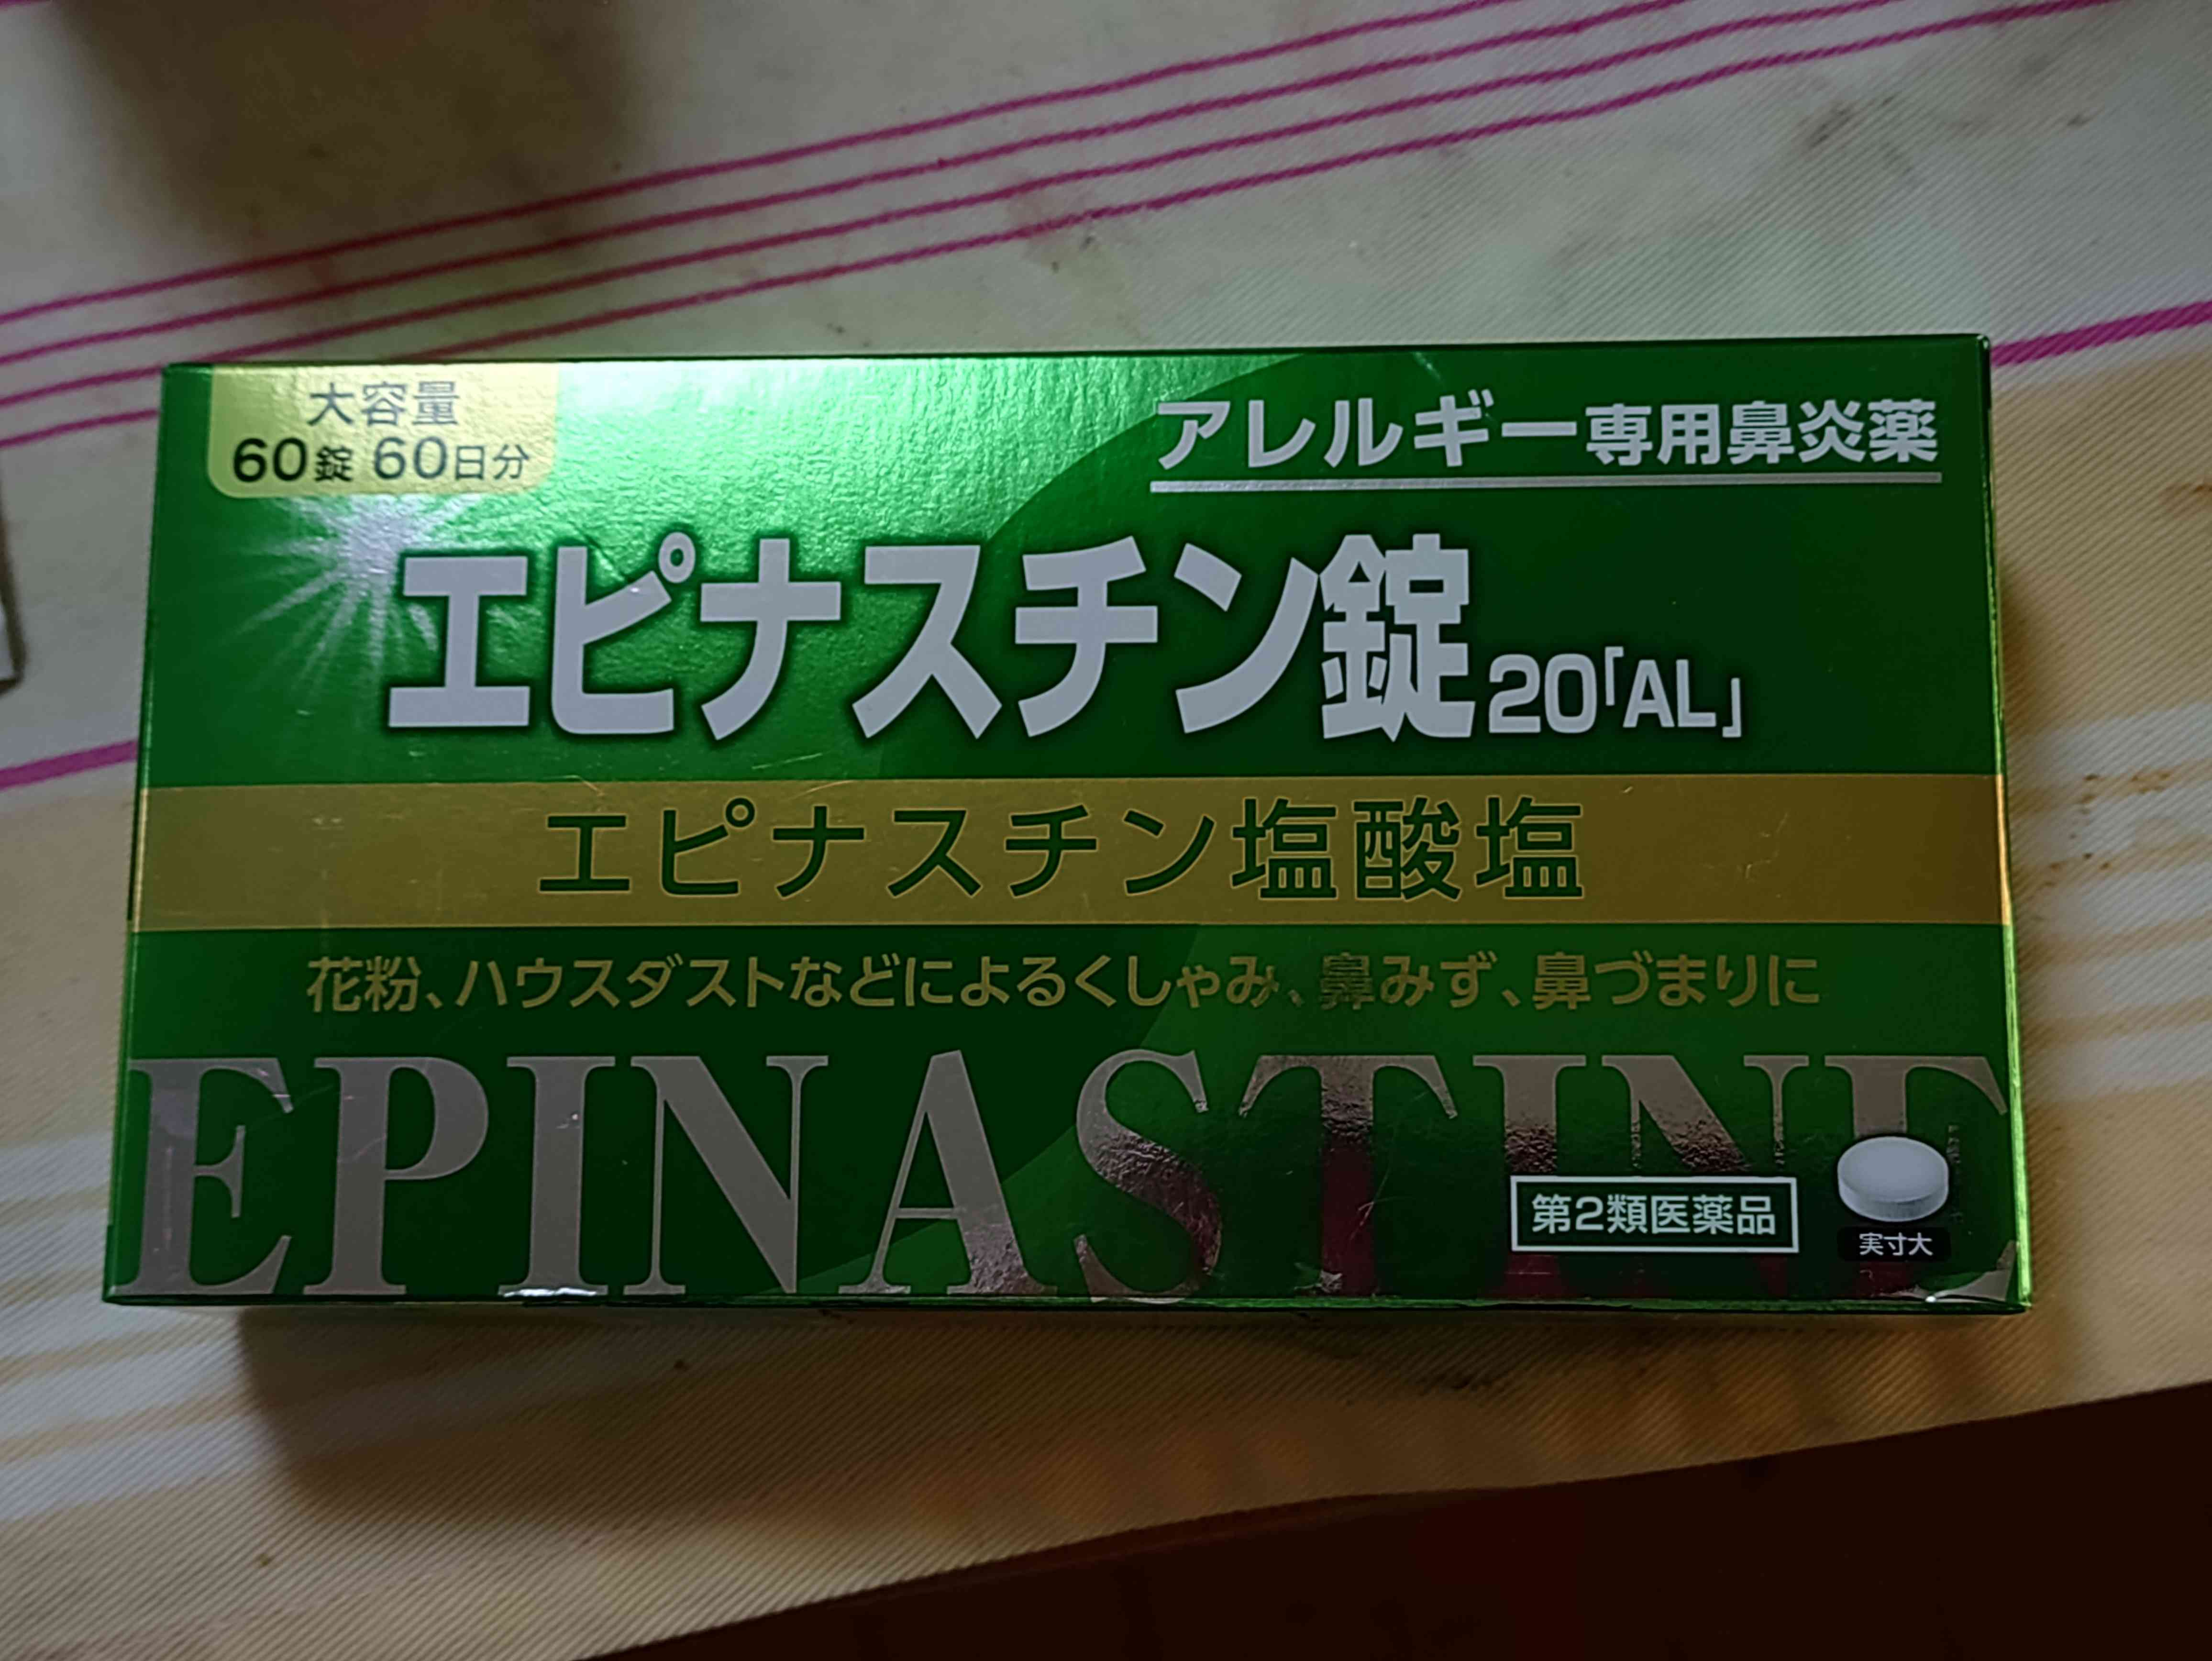 大容量
60錠 60日分
アレルギー専用鼻炎薬
エピナスチン錠20「AL」
エピナスチン塩酸塩
花粉、ハウスダストなどによるくしゃみ、鼻みず、鼻づまりに
EPINASTINE
第2類医薬品
実寸大